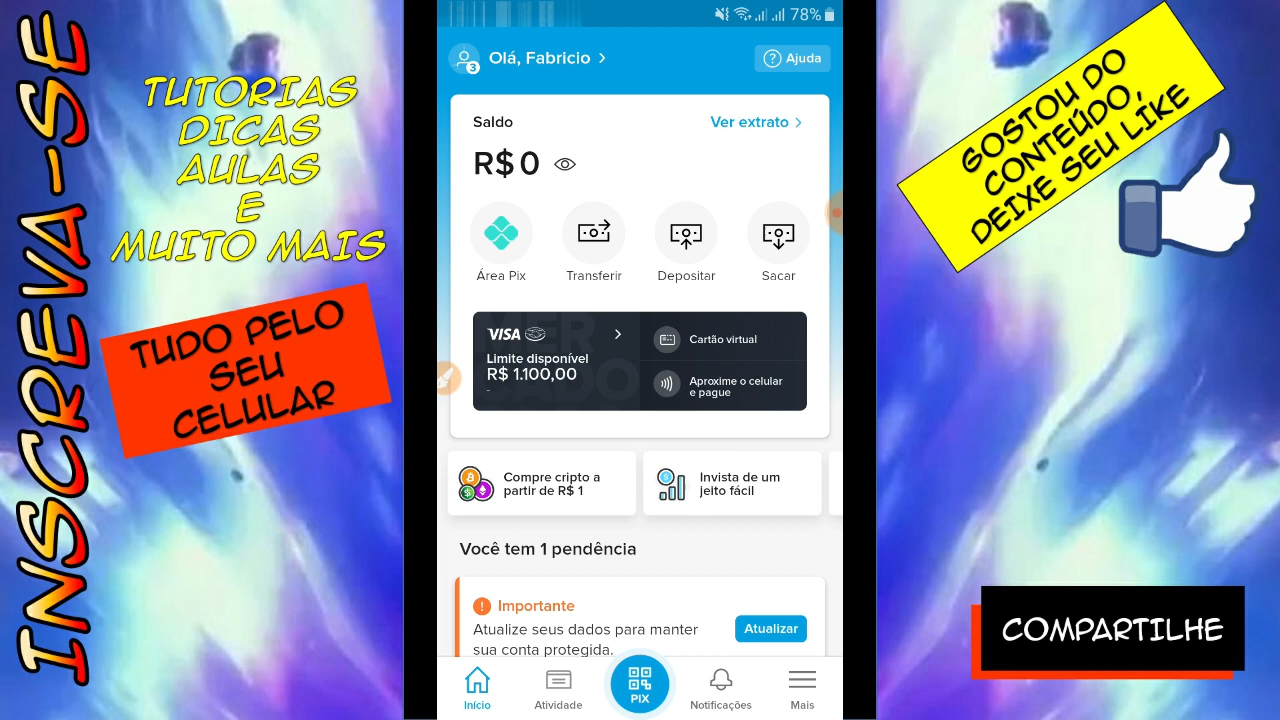 INSCREVA-SE
TUTORIAS
DICAS
AULAS
E
MUITO MAIS
TUDO PELO
SEU
CELULAR
78%
3
Olá, Fabricio
Ajuda
Saldo
Ver extrato
R$ 0
Área Pix
Transferir
Depositar
Sacar
VISA
Limite disponível
R$ 1.100,00
-
Cartão virtual
Aproxime o celular
e pague
Compre cripto a
partir de R$ 1
Invista de um
jeito fácil
Você tem 1 pendência
Importante
Atualize seus dados para manter
sua conta protegida.
Atualizar
Início
Atividade
PIX
Notificações
Mais
GOSTOU DO
CONTEÚDO,
DEIXE SEU LIKE
COMPARTILHE